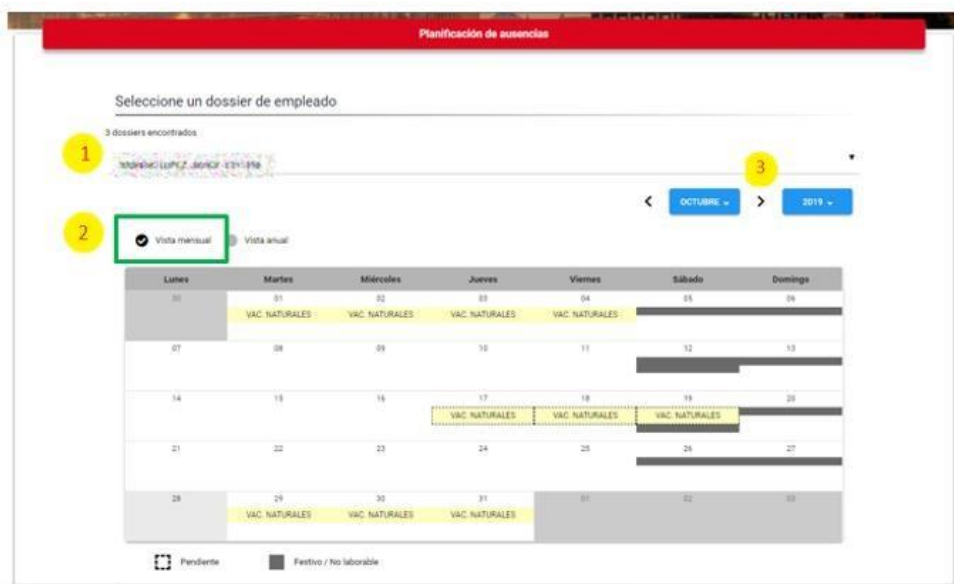 Planificación de ausencias
Seleccione un dossier de empleado
3 dossiers encontrados
1
3
OCTUBRE
2019
2
Vista mensual
Vista anual
Lunes Martes Miércoles Jueves Viernes Sábado Domingo
30 01 02 03 04 05 06
VAC. NATURALES VAC. NATURALES VAC. NATURALES VAC. NATURALES
07 08 09 10 11 12 13
14 15 16 17 18 19 20
VAC. NATURALES VAC. NATURALES VAC. NATURALES
21 22 23 24 25 26 27
28 29 30 31 01 02 03
VAC. NATURALES VAC. NATURALES VAC. NATURALES
Pendiente Festivo / No laborable